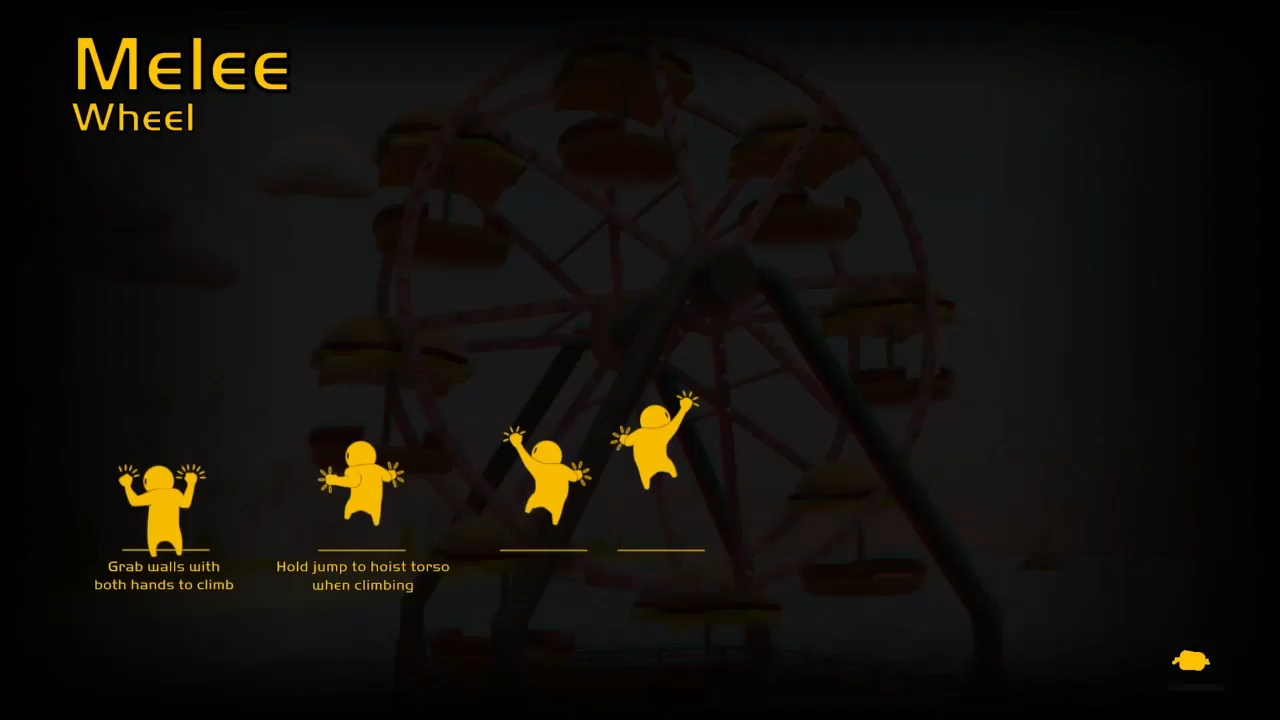 Melee
Wheel
Grab walls with
both hands to climb
Hold jump to hoist torso
when climbing